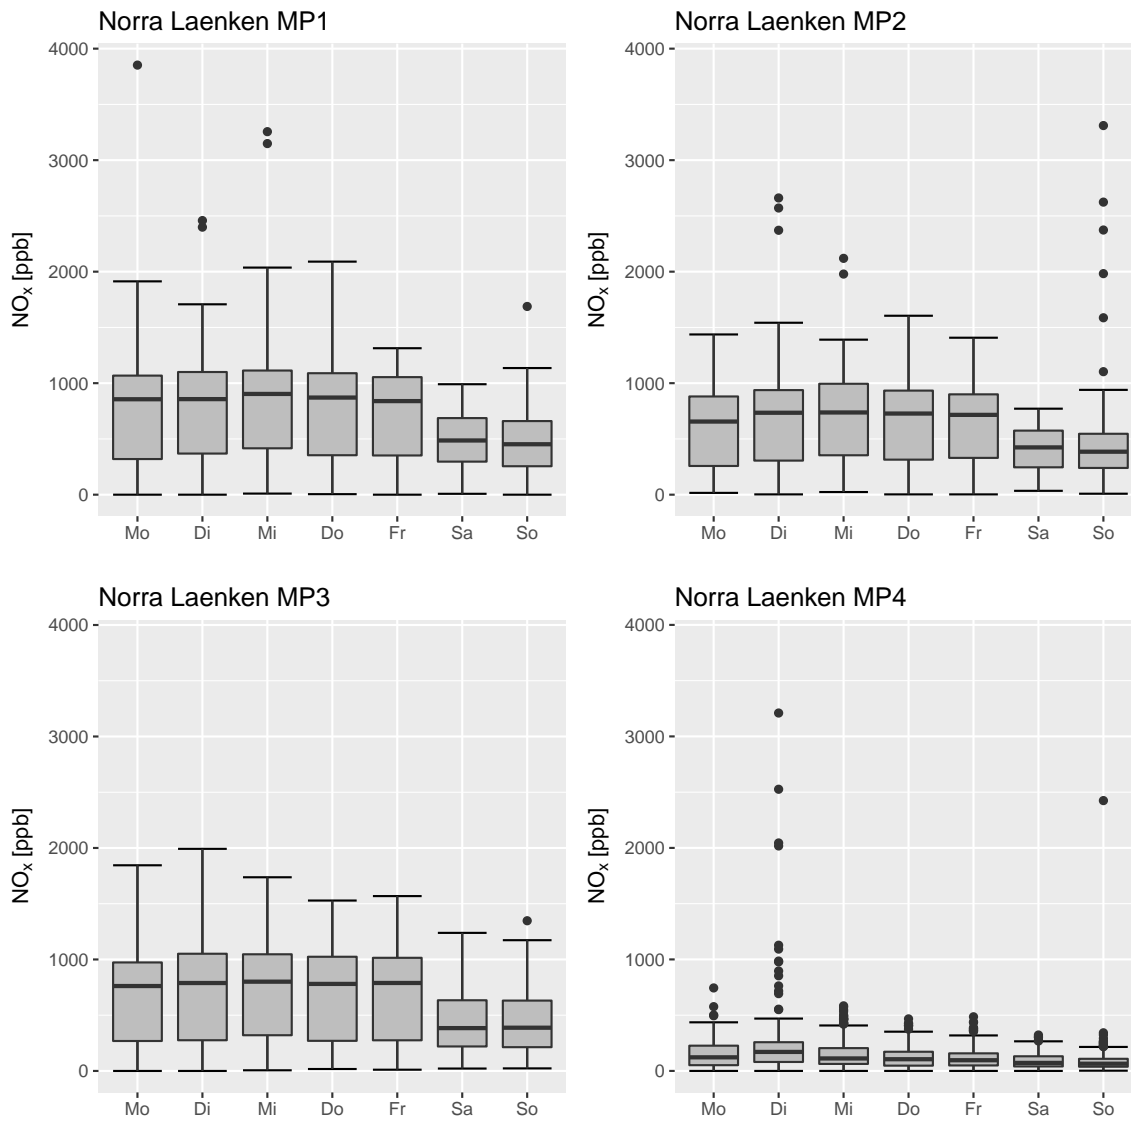 Norra Laenken MP1
4000
3000
2000
1000
0
NOx [ppb]
Mo Di Mi Do Fr Sa So
Norra Laenken MP2
4000
3000
2000
1000
0
NOx [ppb]
Mo Di Mi Do Fr Sa So
Norra Laenken MP3
4000
3000
2000
1000
0
NOx [ppb]
Mo Di Mi Do Fr Sa So
Norra Laenken MP4
4000
3000
2000
1000
0
NOx [ppb]
Mo Di Mi Do Fr Sa So